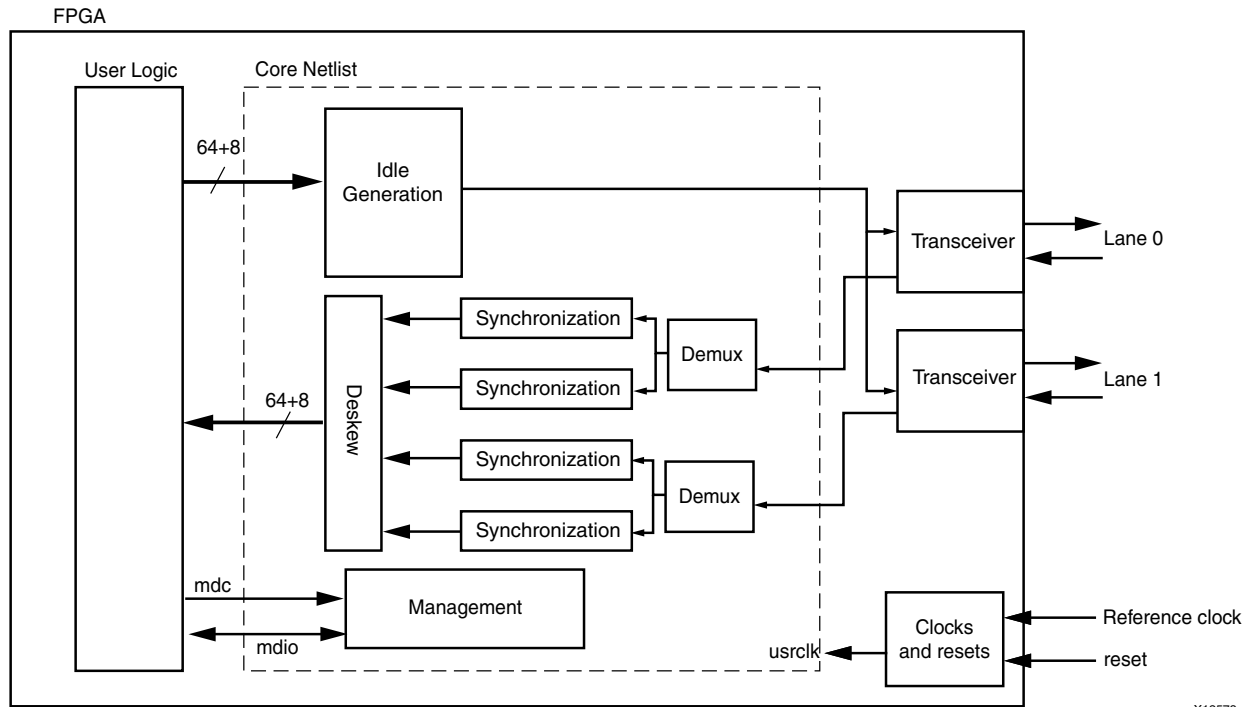 FPGA
User Logic
Core Netlist
64+8
Idle
Generation
Transceiver
Lane 0
Synchronization
Demux
Synchronization
Transceiver
Lane 1
64+8
Deskew
Synchronization
Demux
Synchronization
mdc
Management
mdio
usrclk
Clocks
and resets
Reference clock
reset